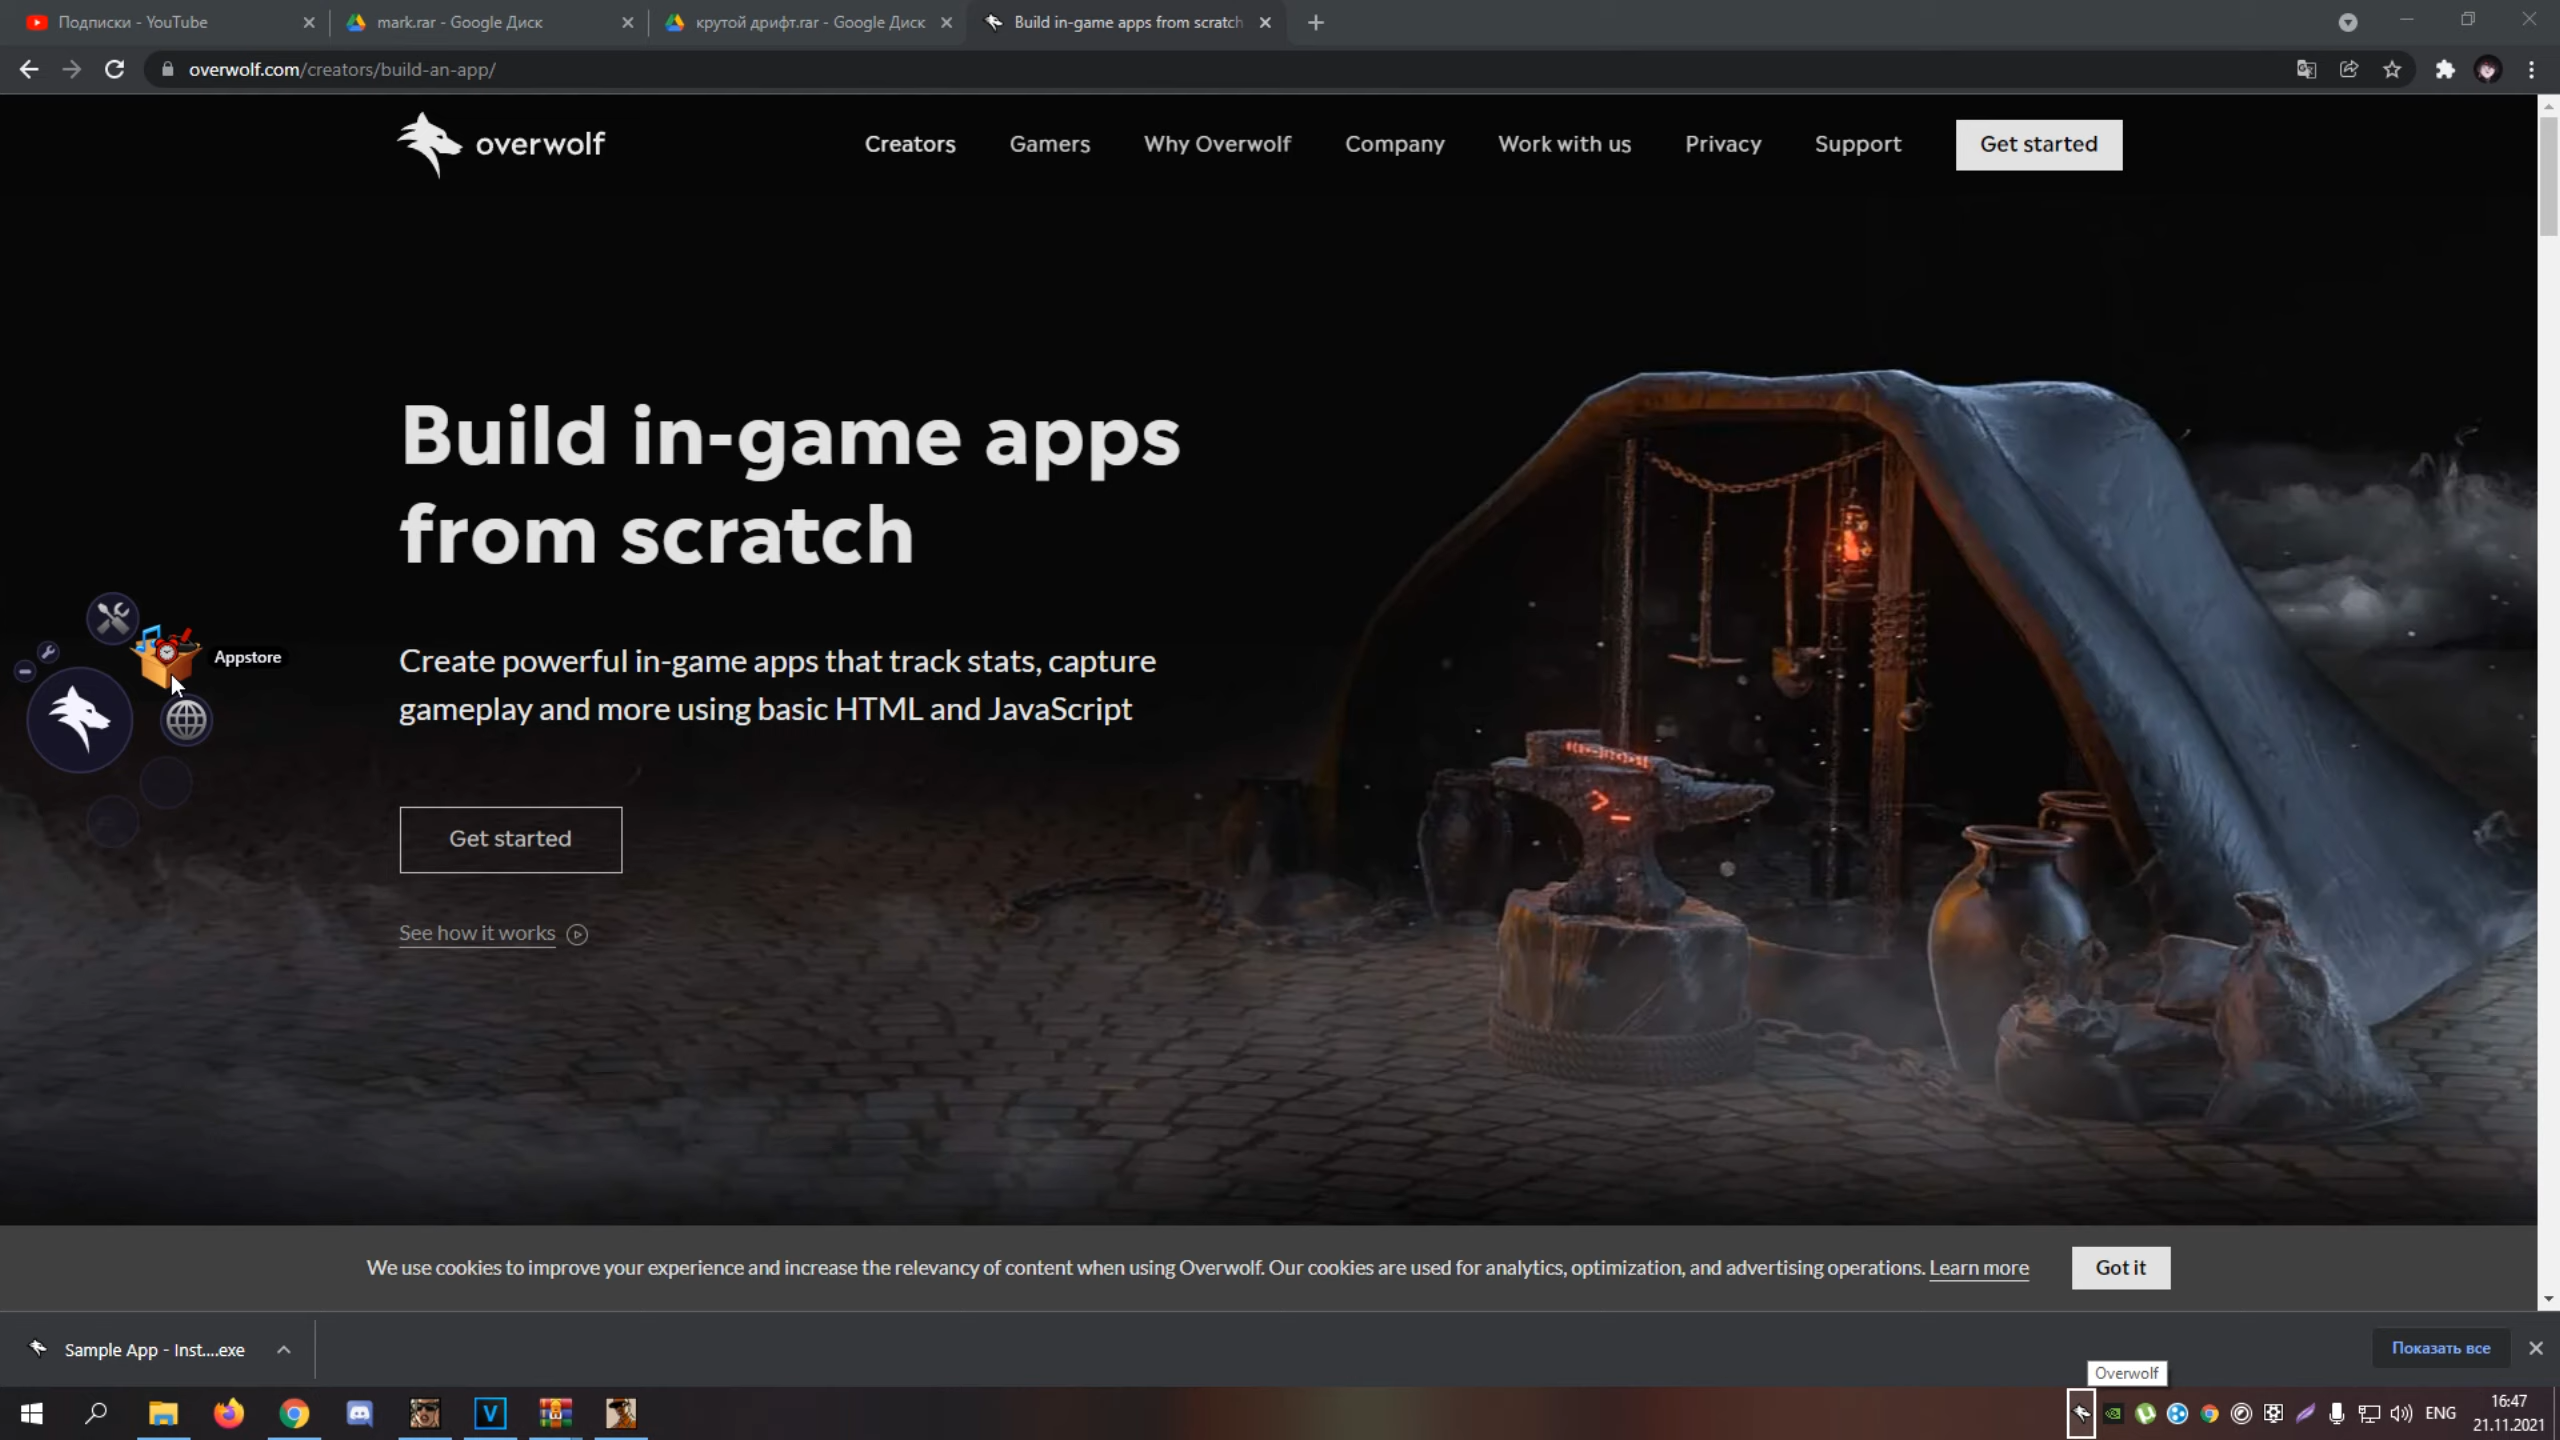 Подписки - YouTube
mark.rar - Google Диск
крутой дрифт.rar - Google Диск
Build in-game apps from scratch
overwolf.com/creators/build-an-app/
overwolf
Creators
Gamers
Why Overwolf
Company
Work with us
Privacy
Support
Get started
Build in-game apps
from scratch
Appstore
Create powerful in-game apps that track stats, capture
gameplay and more using basic HTML and JavaScript
>_
Get started
See how it works
We use cookies to improve your experience and increase the relevancy of content when using Overwolf. Our cookies are used for analytics, optimization, and advertising operations. Learn more
Got it
Sample App - Inst....exe
Показать все
Overwolf
V
ENG
16:47
21.11.2021